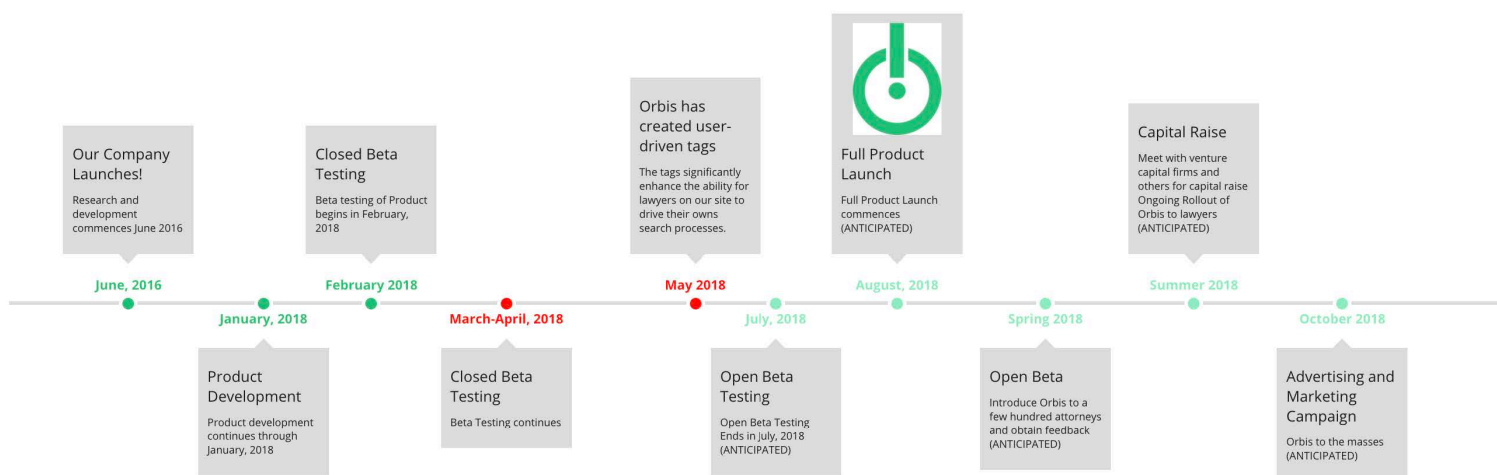 Our Company
Launches!
Research and
development
commences June 2016
June, 2016
January, 2018
Product
Development
Product development
continues through
January, 2018
Closed Beta
Testing
Beta testing of Product
begins in February,
2018
February 2018
March-April, 2018
Closed Beta
Testing
Beta Testing continues
Orbis has
created user-
driven tags
The tags significantly
enhance the ability for
lawyers on our site to
drive their owns
search processes.
May 2018
July, 2018
Open Beta
Testing
Open Beta Testing
Ends in July, 2018
(ANTICIPATED)
Full Product
Launch
Full Product Launch
commences
(ANTICIPATED)
August, 2018
Spring 2018
Open Beta
Introduce Orbis to a
few hundred attorneys
and obtain feedback
(ANTICIPATED)
Capital Raise
Meet with venture
capital firms and
others for capital raise
Ongoing Rollout of
Orbis to lawyers
(ANTICIPATED)
Summer 2018
October 2018
Advertising and
Marketing
Campaign
Orbis to the masses
(ANTICIPATED)